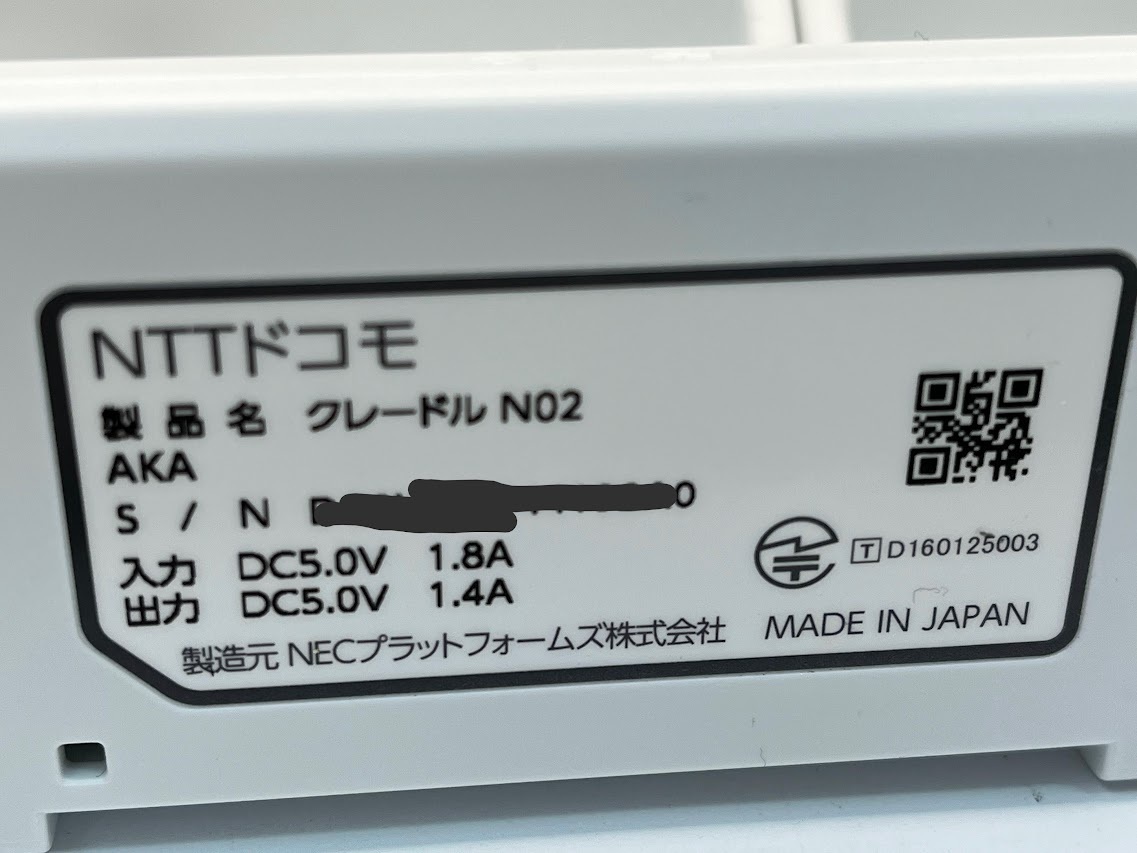 NTTドコモ
製品名 クレードル N02
AKA
S / N
入力 DC5.0V 1.8A
出力 DC5.0V 1.4A
T D160125003
製造元 NECプラットフォームズ株式会社
MADE IN JAPAN